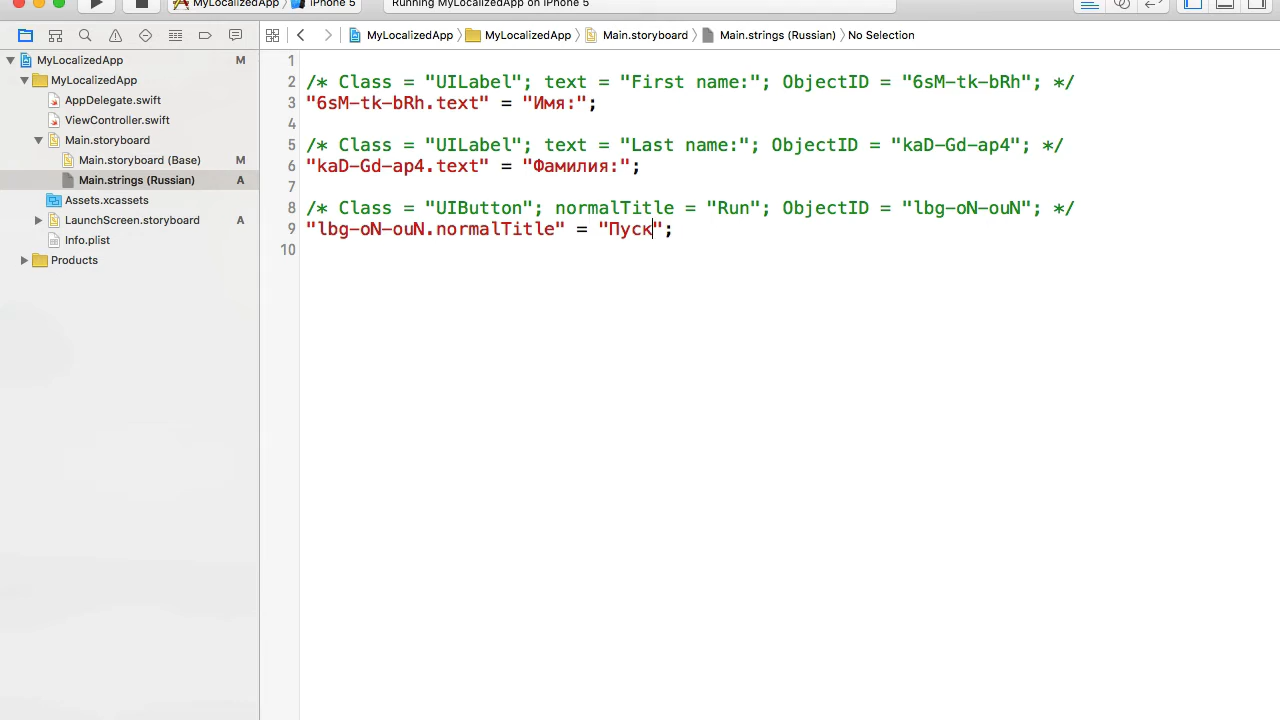 MyLocalizedApp iPhone 5 Running MyLocalizedApp on iPhone 5
MyLocalizedApp MyLocalizedApp Main.storyboard Main.strings (Russian) No Selection
MyLocalizedApp M
MyLocalizedApp
AppDelegate.swift
ViewController.swift
Main.storyboard
Main.storyboard (Base) M
Main.strings (Russian) A
Assets.xcassets
LaunchScreen.storyboard A
Info.plist
Products
1
2 /* Class = "UILabel"; text = "First name:"; ObjectID = "6sM-tk-bRh"; */
3 "6sM-tk-bRh.text" = "Имя:";
4
5 /* Class = "UILabel"; text = "Last name:"; ObjectID = "kaD-Gd-ap4"; */
6 "kaD-Gd-ap4.text" = "Фамилия:";
7
8 /* Class = "UIButton"; normalTitle = "Run"; ObjectID = "lbg-oN-ouN"; */
9 "lbg-oN-ouN.normalTitle" = "Пуск";
10